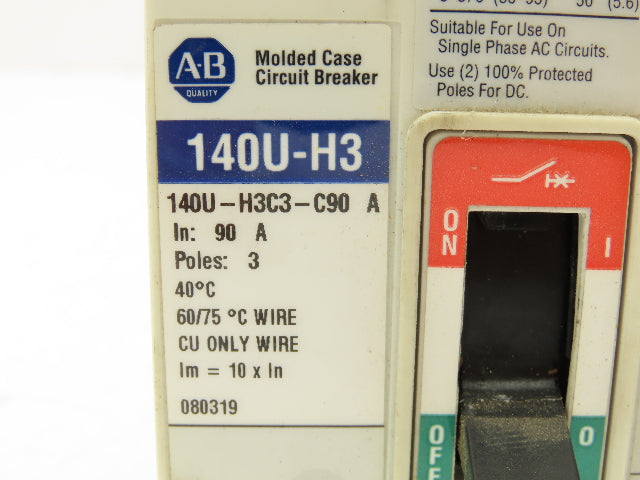 Suitable For Use On
Single Phase AC Circuits.
Use (2) 100% Protected
Poles For DC.
A-B
QUALITY
Molded Case
Circuit Breaker
140U-H3
140U-H3C3-C90 A
In: 90 A
Poles: 3
40°C
60/75 °C WIRE
CU ONLY WIRE
Im = 10 x In
080319
ON
I
OFF
O